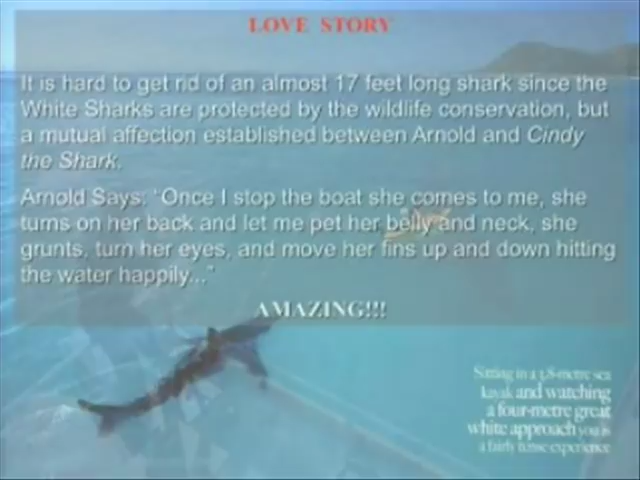 LOVE STORY
It is hard to get rid of an almost 17 feet long shark since the
White Sharks are protected by the wildlife conservation, but
a mutual affection established between Arnold and Cindy
the Shark.
Arnold Says: “Once I stop the boat she comes to me, she
turns on her back and let me pet her belly and neck, she
grunts, turn her eyes, and move her fins up and down hitting
the water happily...”
AMAZING!!!
Sitting in a 3.8-metre sea
kayak and watching
a four-metre great
white approach you is
a fairly tense experience